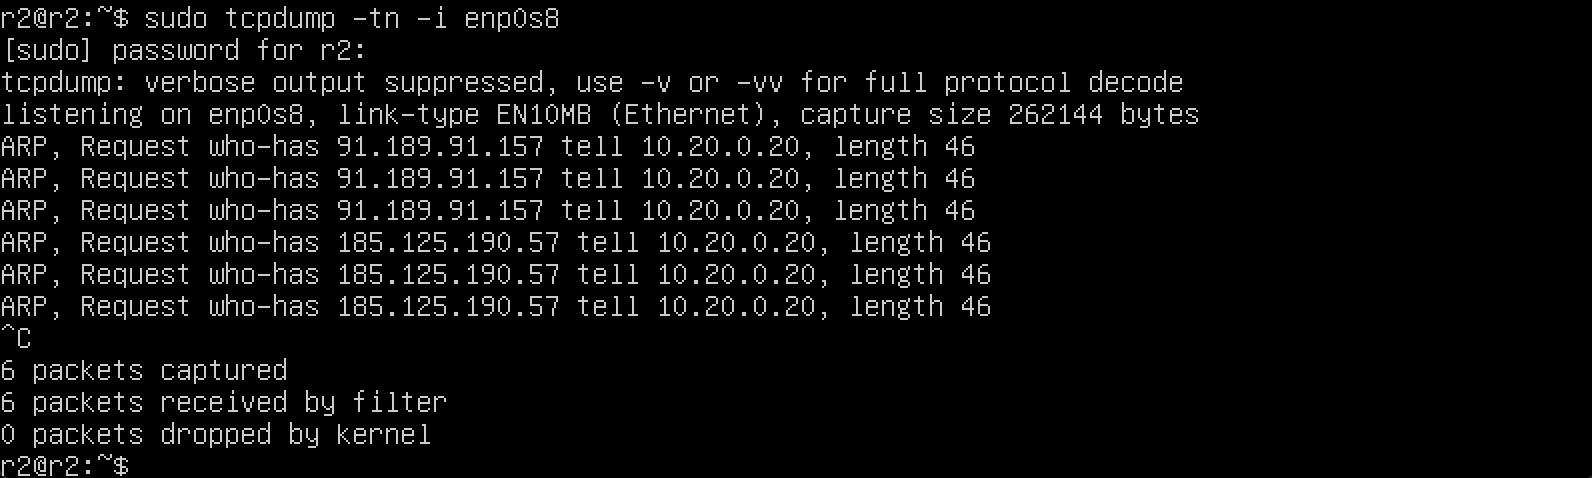 r2@r2:~$ sudo tcpdump -tn -i enp0s8
[sudo] password for r2:
tcpdump: verbose output suppressed, use -v or -vv for full protocol decode
listening on enp0s8, link-type EN10MB (Ethernet), capture size 262144 bytes
ARP, Request who-has 91.189.91.157 tell 10.20.0.20, length 46
ARP, Request who-has 91.189.91.157 tell 10.20.0.20, length 46
ARP, Request who-has 91.189.91.157 tell 10.20.0.20, length 46
ARP, Request who-has 185.125.190.57 tell 10.20.0.20, length 46
ARP, Request who-has 185.125.190.57 tell 10.20.0.20, length 46
ARP, Request who-has 185.125.190.57 tell 10.20.0.20, length 46
^C
6 packets captured
6 packets received by filter
0 packets dropped by kernel
r2@r2:~$